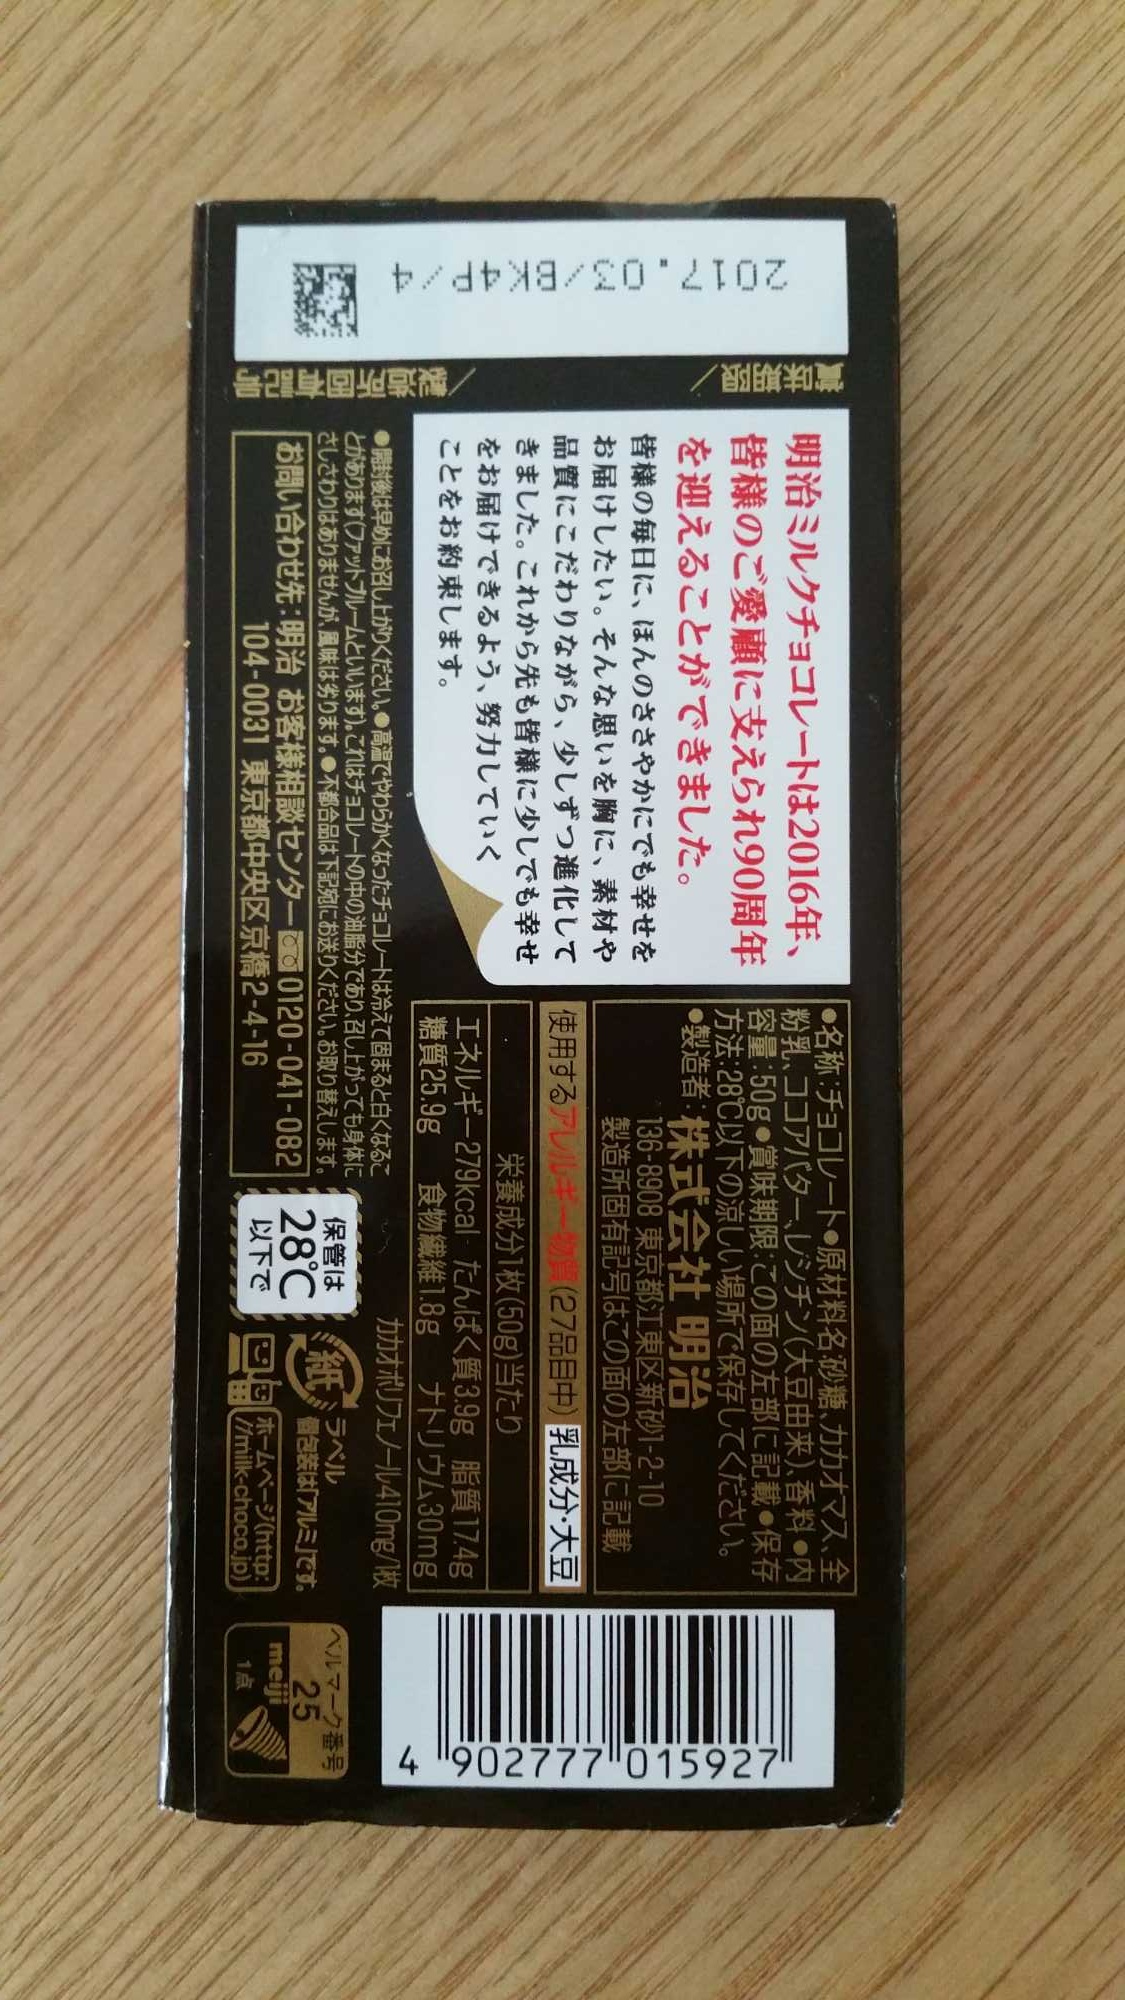 2017.03/BK4P/4
賞味期限/
製造所固有記号
明治ミルクチョコレートは2016年、
皆様のご愛顧に支えられ90周年
を迎えることができました。
皆様の毎日に、ほんのささやかにでも幸せを
お届けしたい。そんな思いを胸に、素材や
品質にこだわりながら、少しずつ進化して
きました。これから先も皆様に少しでも幸せ
をお届けできるよう、努力していく
ことをお約束します。
●名称:チョコレート●原材料名:砂糖、カカオマス、全
粉乳、ココアバター、レシチン(大豆由来)、香料●内
容量:50g●賞味期限:この面の左部に記載●保存
方法:28℃以下の涼しい場所で保存してください。
●製造者:株式会社 明治
136-8908 東京都江東区新砂1-2-10
製造所固有記号はこの面の左部に記載
使用するアレルギー物質(27品目中) 乳成分・大豆
栄養成分1枚(50g)当たり
エネルギー279kcal たんぱく質3.9g 脂質17.4g
糖質25.9g 食物繊維1.8g ナトリウム30mg
カカオポリフェノール410mg/1枚
●開封後は早めにお召し上がりください。●高温でやわらかくなったチョコレートは冷えて固まると白くなるこ
とがあります(ファットブルームといいます)。これはチョコレートの中の油脂分であり、召し上がっても身体に
さしさわりはありませんが、風味は劣ります。●不都合品は下記宛にお送りください。お取り替えします。
お問い合わせ先:明治 お客様相談センター 0120-041-082
104-0031 東京都中央区京橋2-4-16
保管は
28℃
以下で
紙
ラベル
個包装は「アルミ」です。
ホームページ(http:
//milk-choco.jp)
ベルマーク番号
25
meiji
1点
4 902777 015927